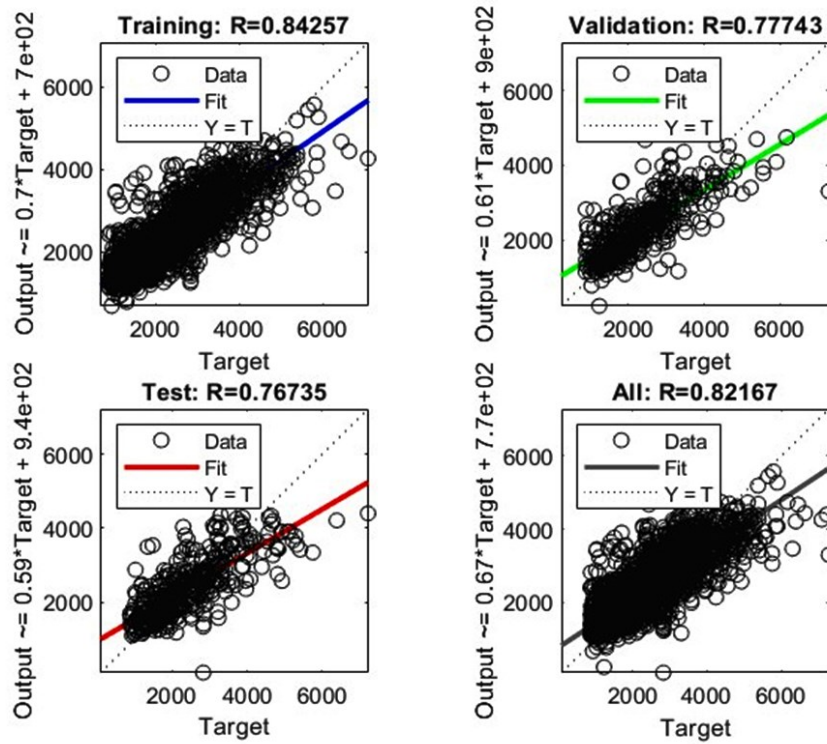 Training: R=0.84257
Output ~= 0.7*Target + 7e+02
6000
4000
2000
Data
Fit
Y = T
2000
4000
6000
Target
Validation: R=0.77743
Output ~= 0.61*Target + 9e+02
6000
4000
2000
Data
Fit
Y = T
2000
4000
6000
Target
Test: R=0.76735
Output ~= 0.59*Target + 9.4e+02
6000
4000
2000
Data
Fit
Y = T
2000
4000
6000
Target
All: R=0.82167
Output ~= 0.67*Target + 7.7e+02
6000
4000
2000
Data
Fit
Y = T
2000
4000
6000
Target